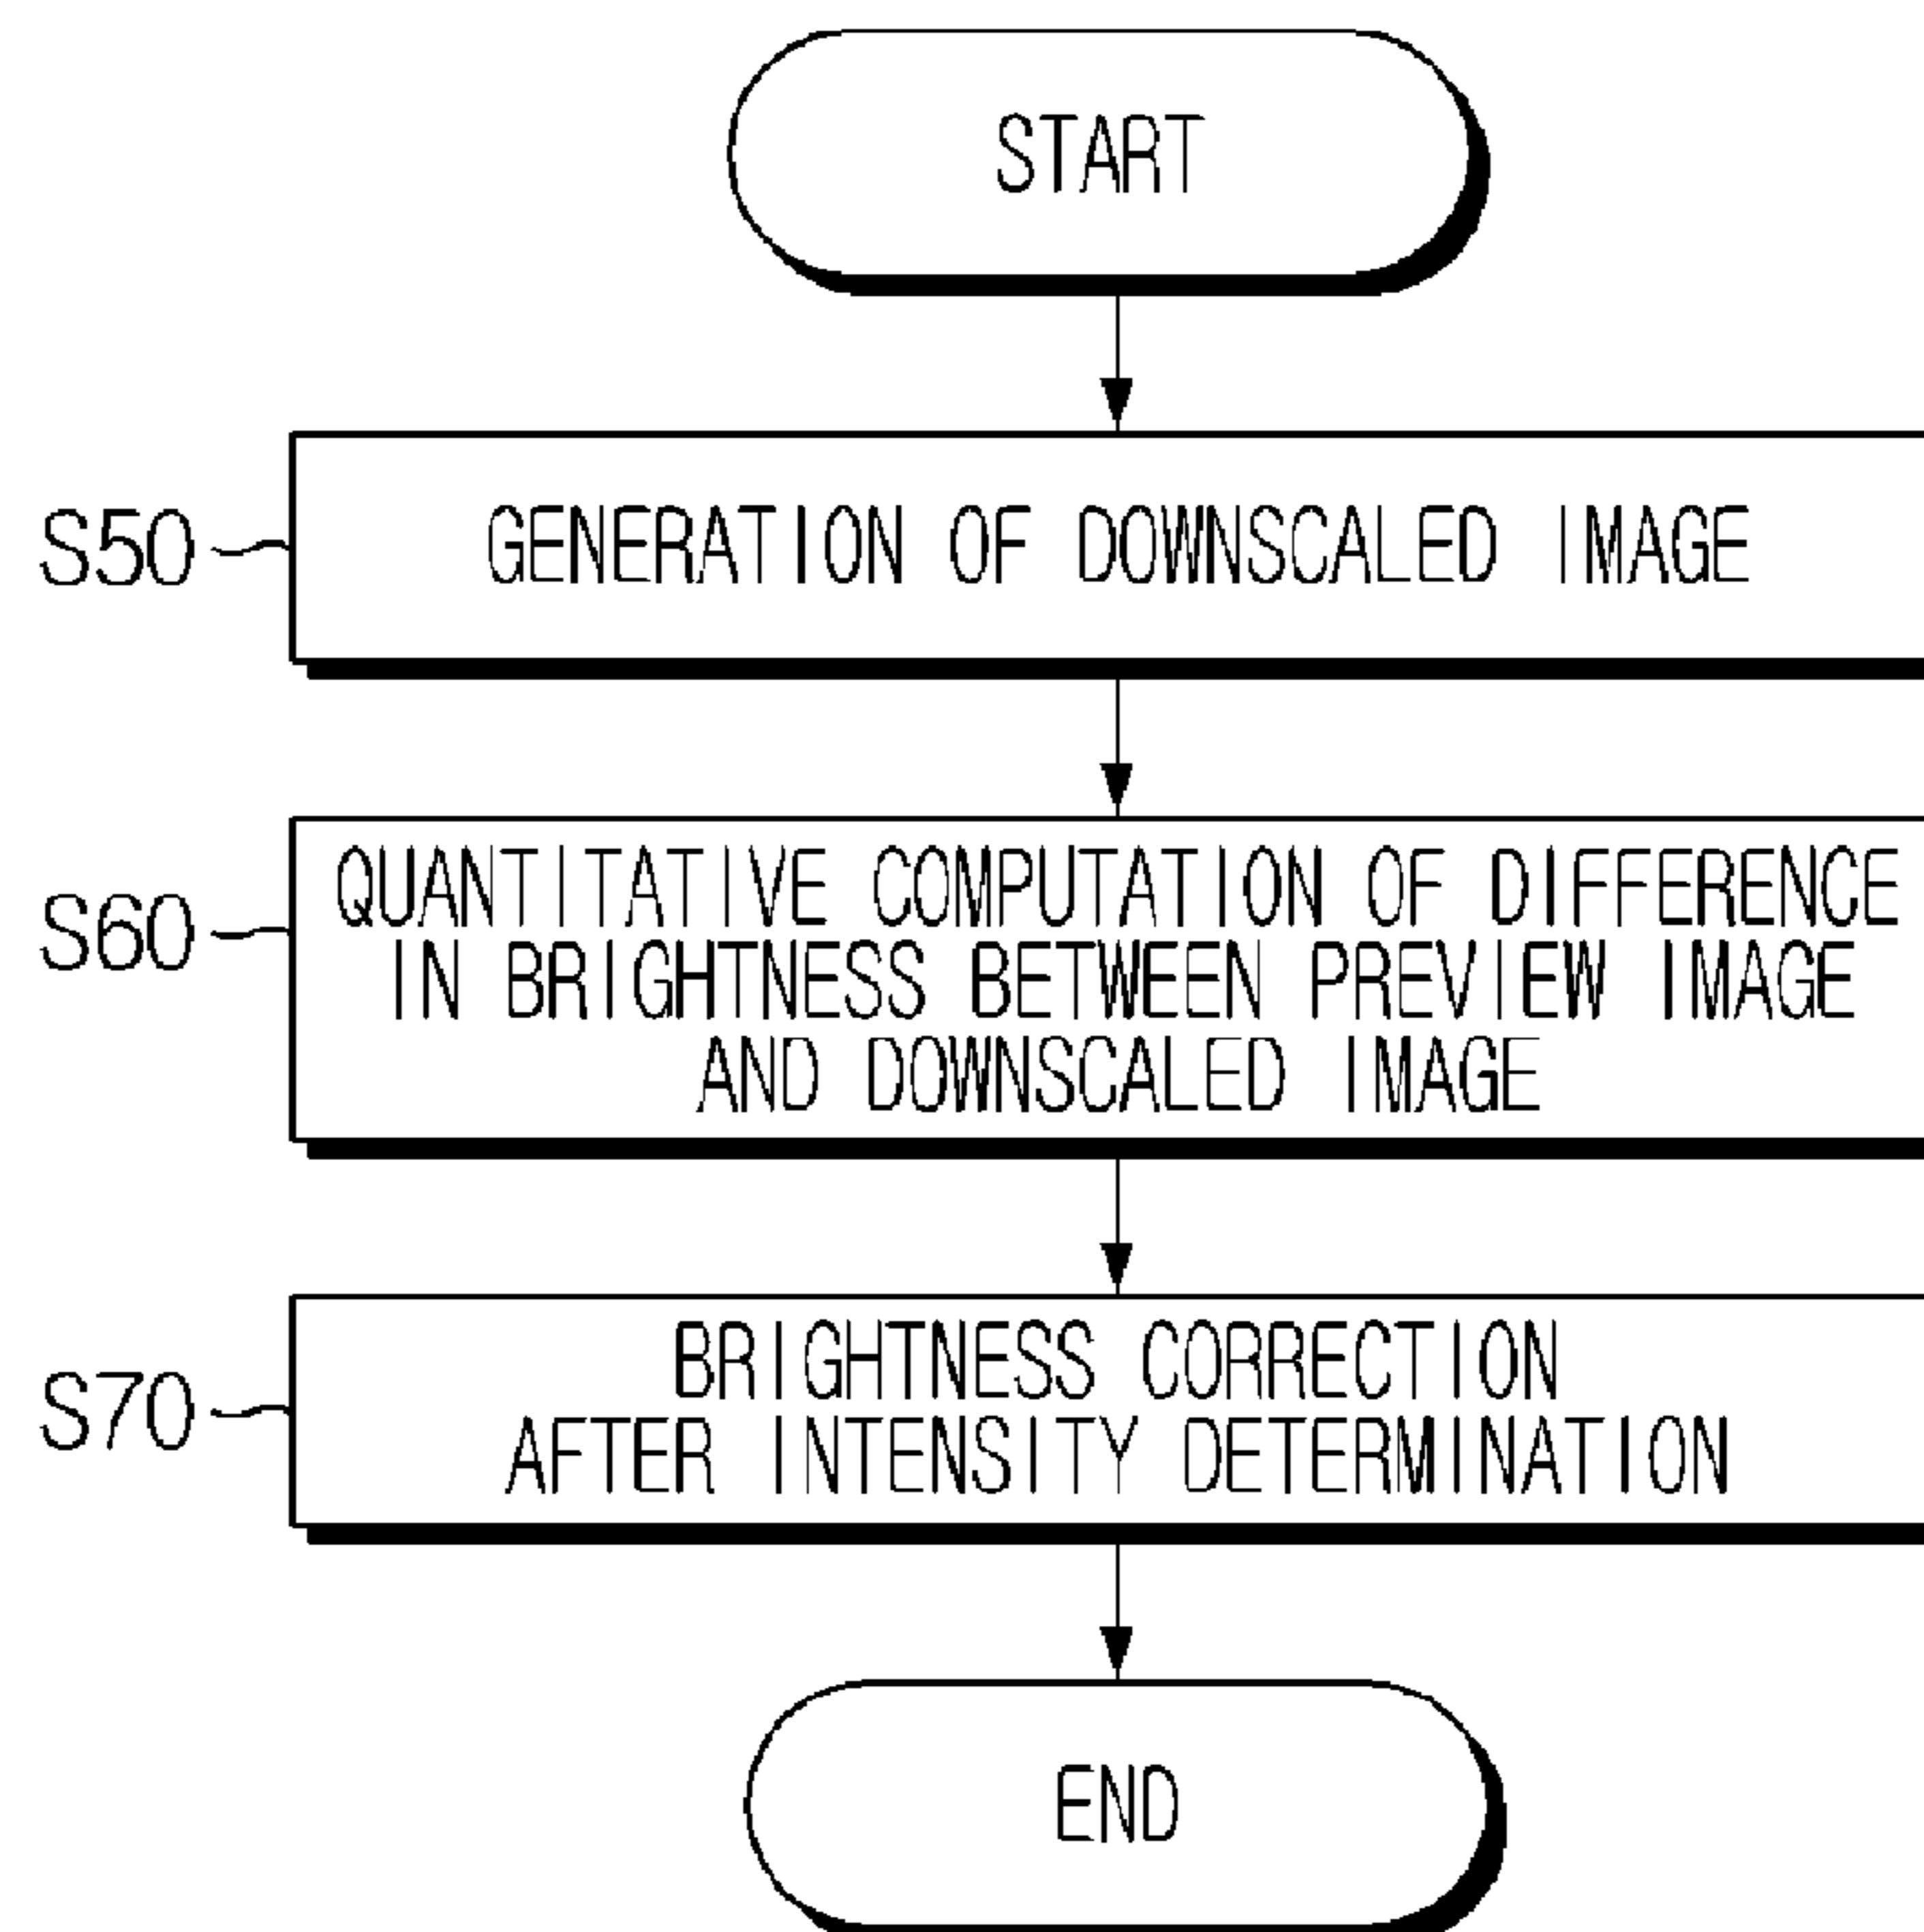 START
S50
GENERATION OF DOWNSCALED IMAGE
S60
QUANTITATIVE COMPUTATION OF DIFFERENCE
IN BRIGHTNESS BETWEEN PREVIEW IMAGE
AND DOWNSCALED IMAGE
S70
BRIGHTNESS CORRECTION
AFTER INTENSITY DETERMINATION
END